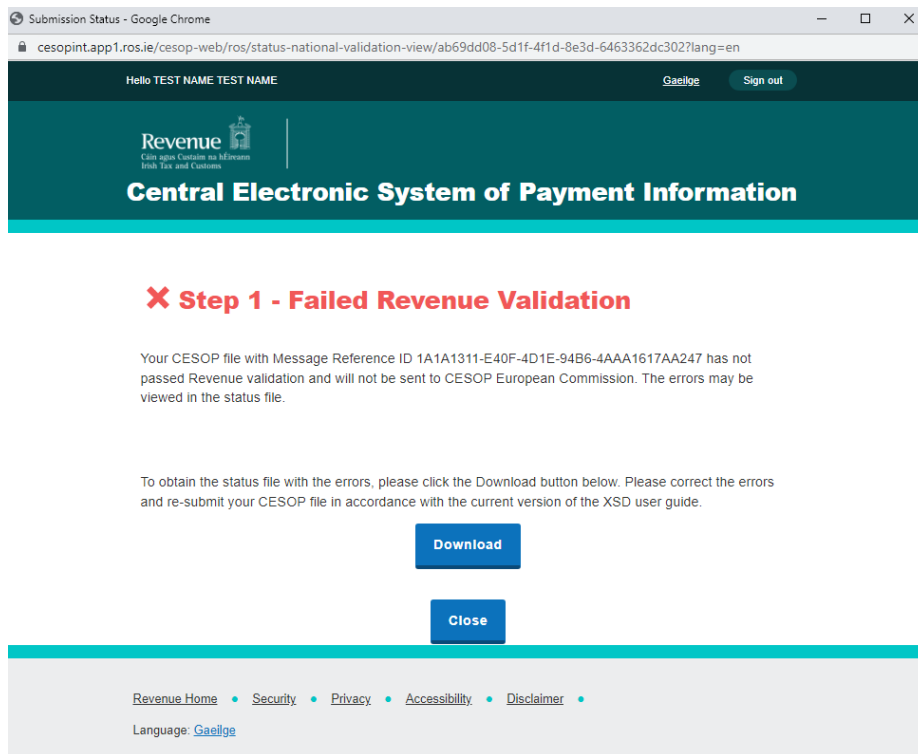 Submission Status - Google Chrome
cesopint.app1.ros.ie/cesop-web/ros/status-national-validation-view/ab69dd08-5d1f-4f1d-8e3d-6463362dc302?lang=en
Hello TEST NAME TEST NAME
Gaeilge
Sign out
Revenue
Cáin agus Custaim na hÉireann
Irish Tax and Customs
Central Electronic System of Payment Information
Step 1 - Failed Revenue Validation
Your CESOP file with Message Reference ID 1A1A1311-E40F-4D1E-94B6-4AAA1617AA247 has not
passed Revenue validation and will not be sent to CESOP European Commission. The errors may be
viewed in the status file.
To obtain the status file with the errors, please click the Download button below. Please correct the errors
and re-submit your CESOP file in accordance with the current version of the XSD user guide.
Download
Close
Revenue Home • Security • Privacy • Accessibility • Disclaimer •
Language: Gaeilge